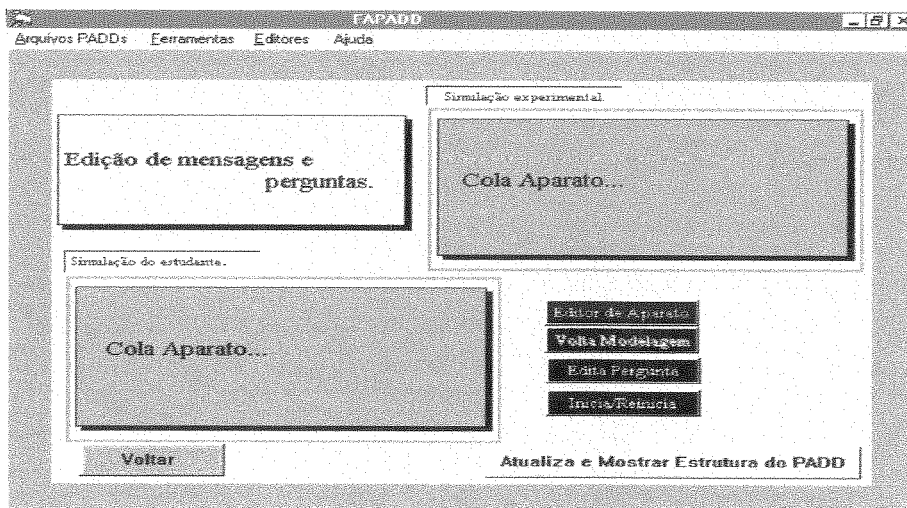 FAPADD
Arquivos PADDs Ferramentas Editores Ajuda
Simulação experimental.
Edição de mensagens e
perguntas.
Cola Aparato...
Simulação do estudante.
Cola Aparato...
Editor de Aparato
Volta Modelagem
Edita Pergunta
Inicia/Reinicia
Voltar
Atualiza e Mostrar Estrutura do PADD